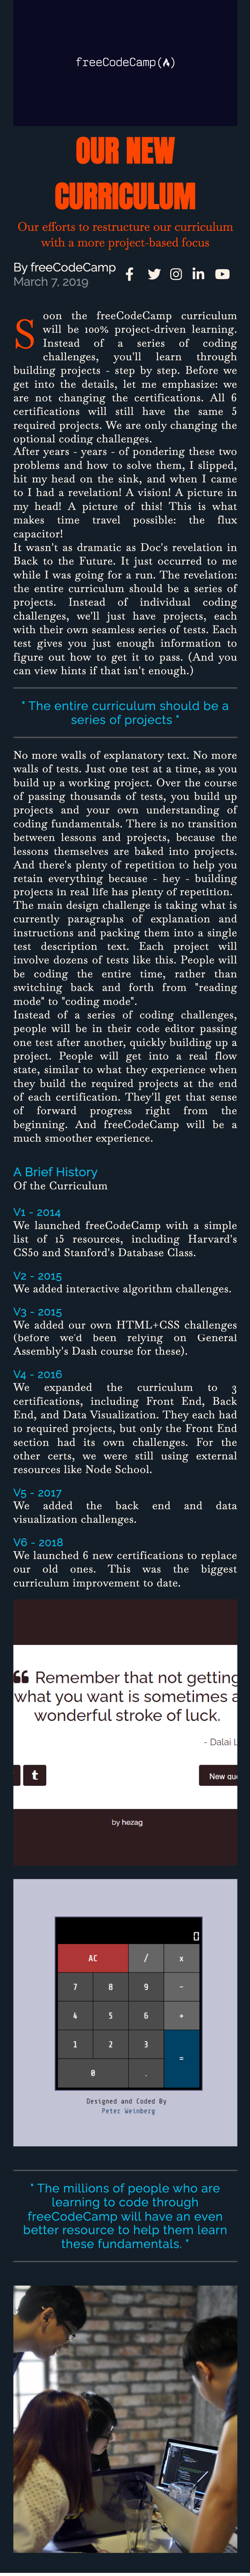 freeCodeCamp(🔥)
OUR NEW
CURRICULUM
Our efforts to restructure our curriculum
with a more project-based focus
By freeCodeCamp
March 7, 2019
Soon the freeCodeCamp curriculum
will be 100% project-driven learning.
Instead of a series of coding
challenges, you'll learn through
building projects - step by step. Before we
get into the details, let me emphasize: we
are not changing the certifications. All 6
certifications will still have the same 5
required projects. We are only changing the
optional coding challenges.
After years - years - of pondering these two
problems and how to solve them, I slipped,
hit my head on the sink, and when I came
to I had a revelation! A vision! A picture in
my head! A picture of this! This is what
makes time travel possible: the flux
capacitor!
It wasn't as dramatic as Doc's revelation in
Back to the Future. It just occurred to me
while I was going for a run. The revelation:
the entire curriculum should be a series of
projects. Instead of individual coding
challenges, we'll just have projects, each
with their own seamless series of tests. Each
test gives you just enough information to
figure out how to get it to pass. (And you
can view hints if that isn't enough.)
" The entire curriculum should be a
series of projects "
No more walls of explanatory text. No more
walls of tests. Just one test at a time, as you
build up a working project. Over the course
of passing thousands of tests, you build up
projects and your own understanding of
coding fundamentals. There is no transition
between lessons and projects, because the
lessons themselves are baked into projects.
And there's plenty of repetition to help you
retain everything because - hey - building
projects in real life has plenty of repetition.
The main design challenge is taking what is
currently paragraphs of explanation and
instructions and packing them into a single
test description text. Each project will
involve dozens of tests like this. People will
be coding the entire time, rather than
switching back and forth from "reading
mode" to "coding mode".
Instead of a series of coding challenges,
people will be in their code editor passing
one test after another, quickly building up a
project. People will get into a real flow
state, similar to what they experience when
they build the required projects at the end
of each certification. They'll get that sense
of forward progress right from the
beginning. And freeCodeCamp will be a
much smoother experience.
A Brief History
Of the Curriculum
V1 - 2014
We launched freeCodeCamp with a simple
list of 15 resources, including Harvard's
CS50 and Stanford's Database Class.
V2 - 2015
We added interactive algorithm challenges.
V3 - 2015
We added our own HTML+CSS challenges
(before we'd been relying on General
Assembly's Dash course for these).
V4 - 2016
We expanded the curriculum to 3
certifications, including Front End, Back
End, and Data Visualization. They each had
10 required projects, but only the Front End
section had its own challenges. For the
other certs, we were still using external
resources like Node School.
V5 - 2017
We added the back end and data
visualization challenges.
V6 - 2018
We launched 6 new certifications to replace
our old ones. This was the biggest
curriculum improvement to date.
“ Remember that not getting
what you want is sometimes a
wonderful stroke of luck.
- Dalai L
t
New quo
by hezag
0
AC / x
7 8 9 -
4 5 6 +
1 2 3 =
0 .
Designed and Coded By
Peter Weinberg
" The millions of people who are
learning to code through
freeCodeCamp will have an even
better resource to help them learn
these fundamentals. "